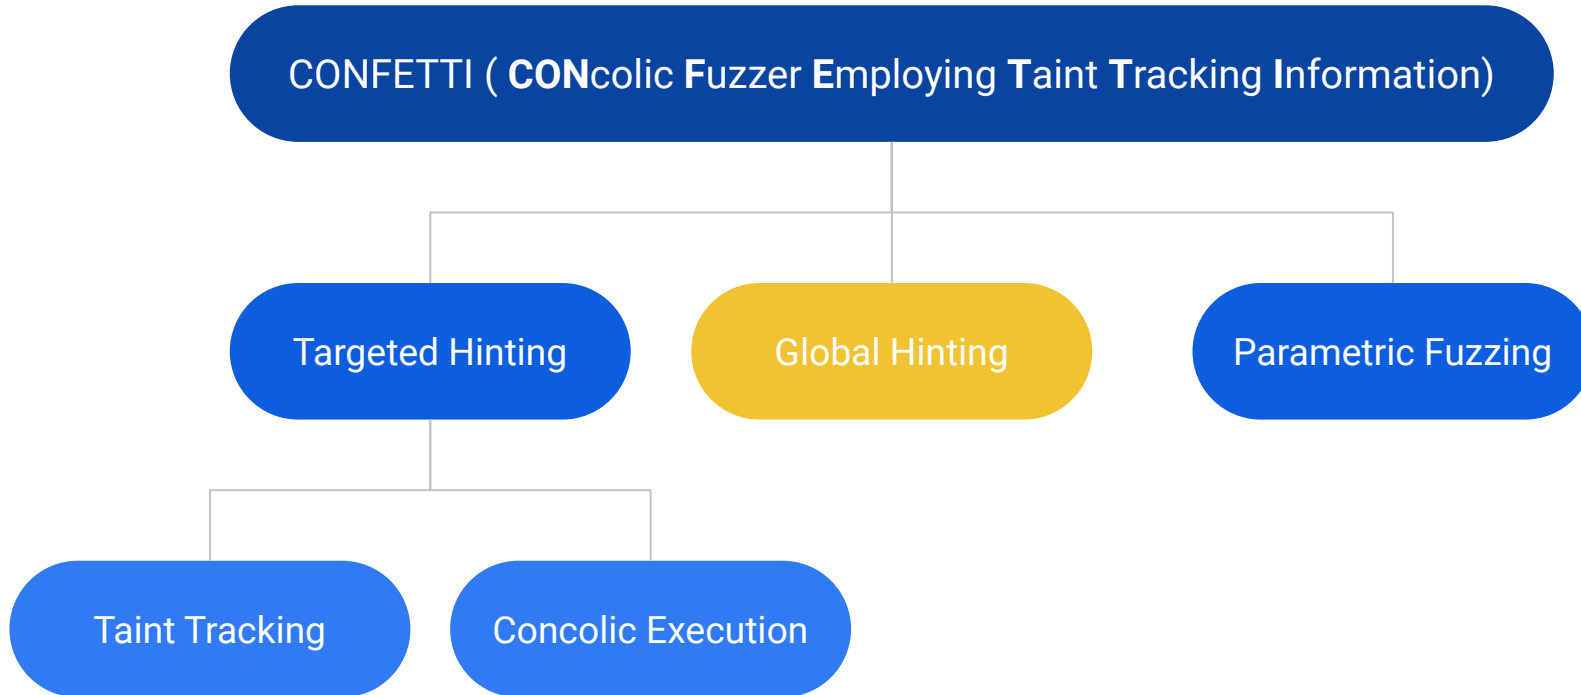 CONFETTI ( CONcolic Fuzzer Employing Taint Tracking Information)
Targeted Hinting
Global Hinting
Parametric Fuzzing
Taint Tracking
Concolic Execution